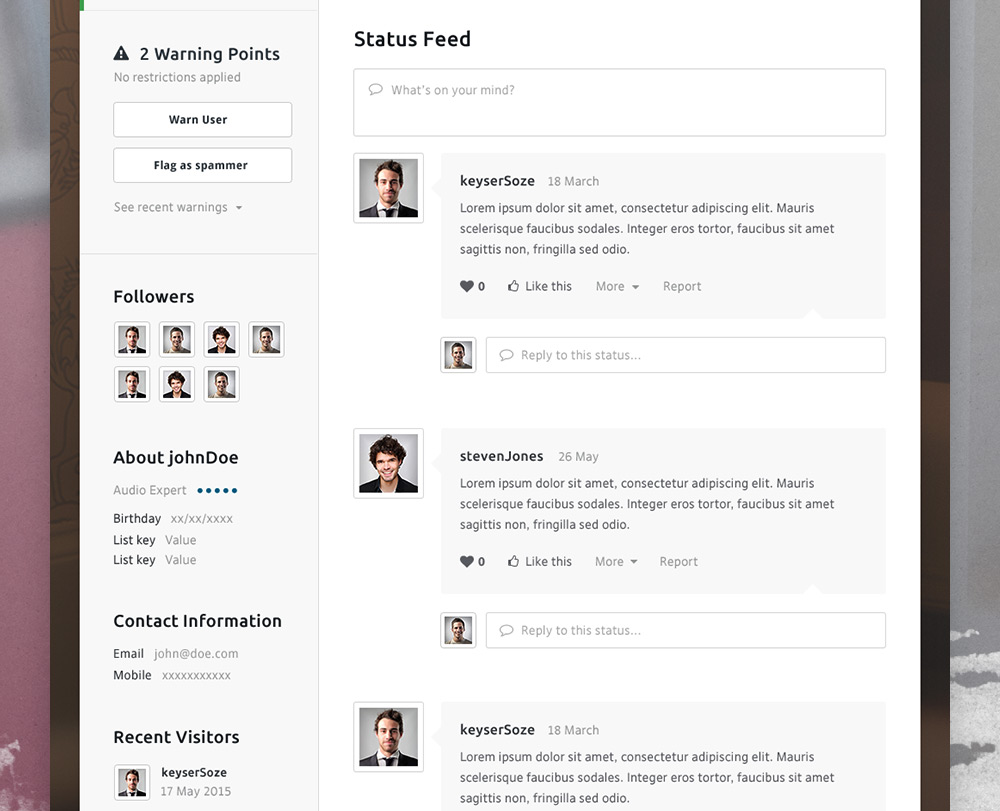 2 Warning Points
No restrictions applied
Warn User
Flag as spammer
See recent warnings
Followers
About johnDoe
Audio Expert
Birthday xx/xx/xxxx
List key Value
List key Value
Contact Information
Email john@doe.com
Mobile xxxxxxxxxxx
Recent Visitors
keyserSoze
17 May 2015
Status Feed
What's on your mind?
keyserSoze 18 March
Lorem ipsum dolor sit amet, consectetur adipiscing elit. Mauris
scelerisque faucibus sodales. Integer eros tortor, faucibus sit amet
sagittis non, fringilla sed odio.
0 Like this More Report
Reply to this status...
stevenJones 26 May
Lorem ipsum dolor sit amet, consectetur adipiscing elit. Mauris
scelerisque faucibus sodales. Integer eros tortor, faucibus sit amet
sagittis non, fringilla sed odio.
0 Like this More Report
Reply to this status...
keyserSoze 18 March
Lorem ipsum dolor sit amet, consectetur adipiscing elit. Mauris
scelerisque faucibus sodales. Integer eros tortor, faucibus sit amet
sagittis non, fringilla sed odio.